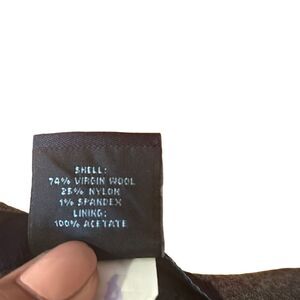 SHELL:
74% VIRGIN WOOL
25% NYLON
1% SPANDEX
LINING:
100% ACETATE